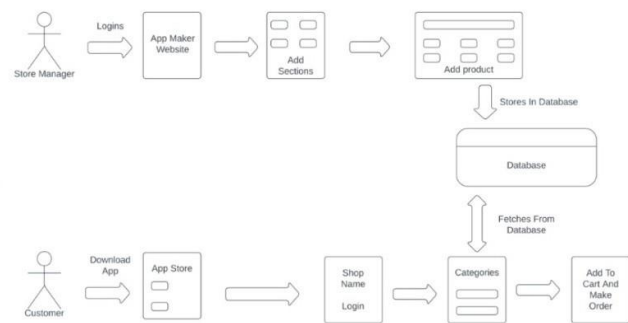 Logins
Store Manager
App Maker
Website
Add
Sections
Add product
Stores In Database
Database
Fetches From
Database
Download
App
Customer
App Store
Shop
Name
Login
Categories
Add To
Cart And
Make
Order